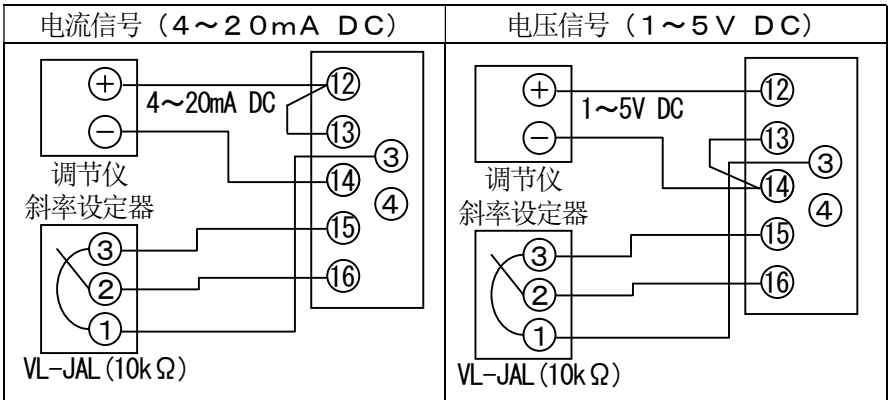 电流信号（4～20mA DC）
+
4～20mA DC
−
调节仪
斜率设定器
③
②
①
VL-JAL(10kΩ)
⑫
⑬
③
⑭
④
⑮
⑯
电压信号（1～5V DC）
+
1～5V DC
−
调节仪
斜率设定器
③
②
①
VL-JAL(10kΩ)
⑫
⑬
③
⑭
④
⑮
⑯